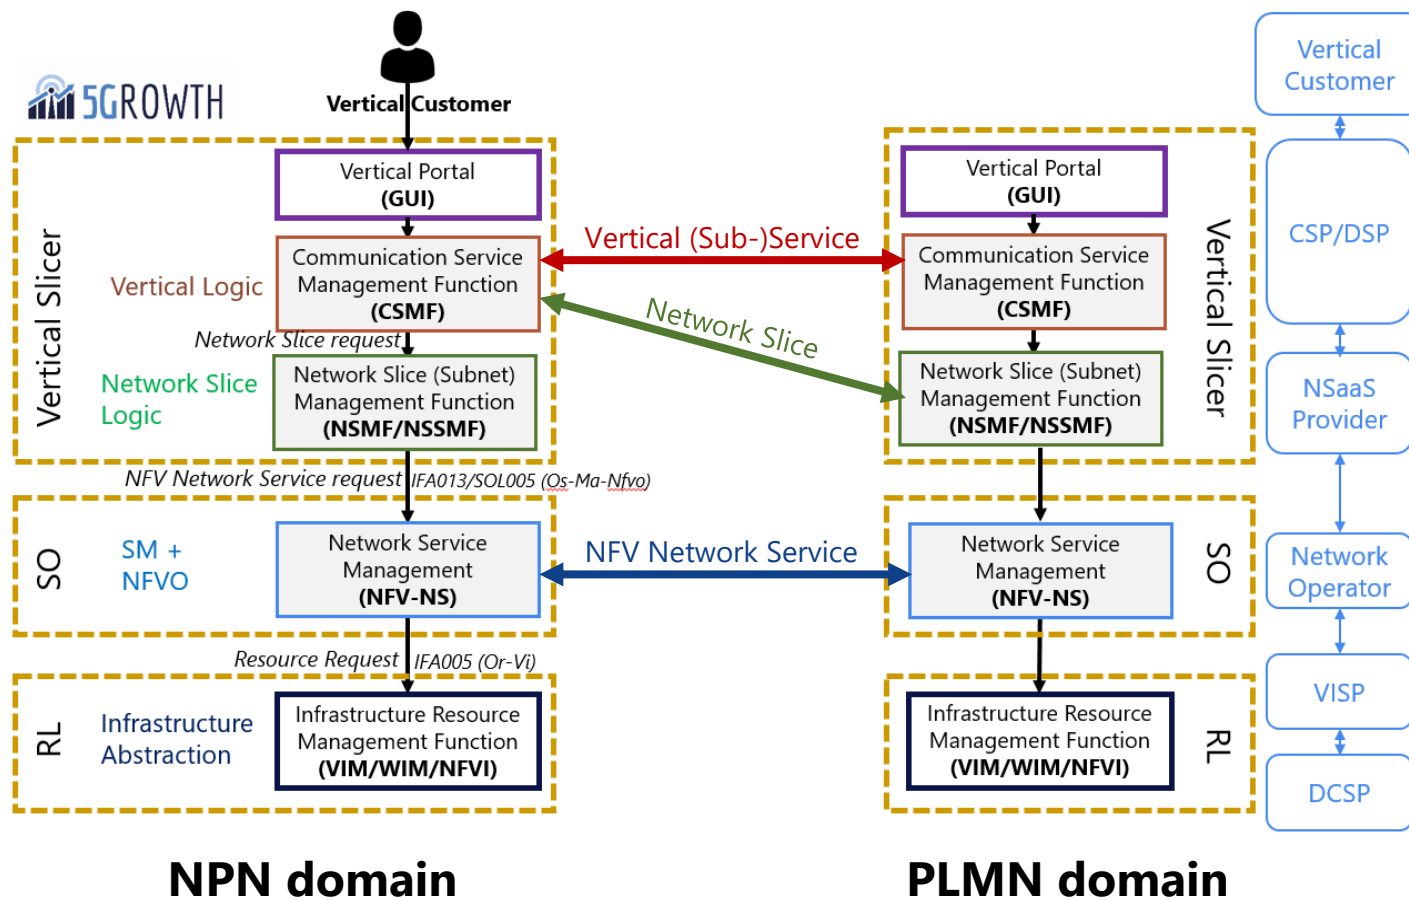 5GROWTH
Vertical Customer
Vertical Slicer
Vertical Portal
(GUI)
Vertical Logic
Communication Service
Management Function
(CSMF)
Network Slice request
Network Slice
Logic
Network Slice (Subnet)
Management Function
(NSMF/NSSMF)
NFV Network Service request
IFA013/SOL005 (Os-Ma-Nfvo)
SO
SM +
NFVO
Network Service
Management
(NFV-NS)
Resource Request
IFA005 (Or-Vi)
RL
Infrastructure
Abstraction
Infrastructure Resource
Management Function
(VIM/WIM/NFVI)
NPN domain
Vertical (Sub-)Service
Network Slice
NFV Network Service
Vertical Portal
(GUI)
Communication Service
Management Function
(CSMF)
Network Slice (Subnet)
Management Function
(NSMF/NSSMF)
Vertical Slicer
Network Service
Management
(NFV-NS)
SO
Infrastructure Resource
Management Function
(VIM/WIM/NFVI)
RL
PLMN domain
Vertical
Customer
CSP/DSP
NSaaS
Provider
Network
Operator
VISP
DCSP